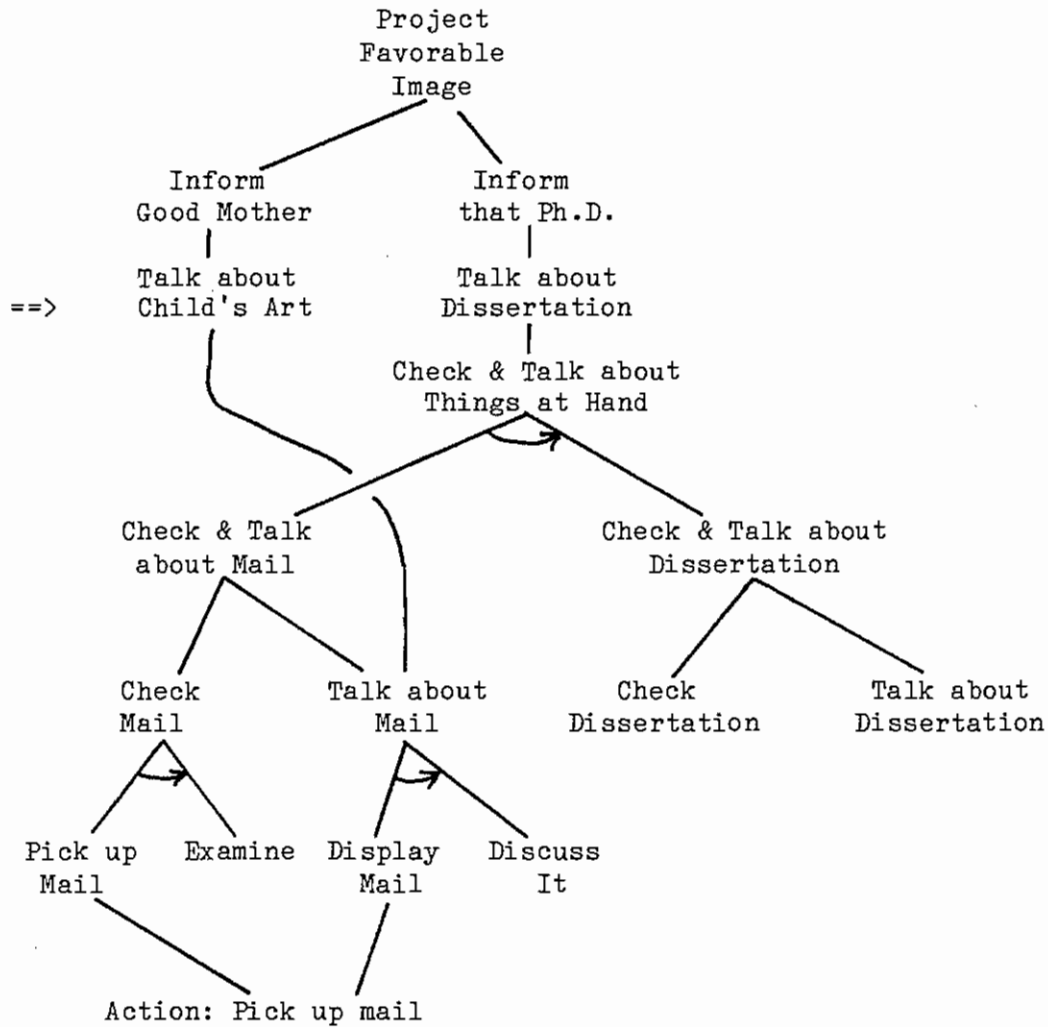 Project
Favorable
Image
Inform
Good Mother
Inform
that Ph.D.
==>
Talk about
Child's Art
Talk about
Dissertation
Check & Talk about
Things at Hand
Check & Talk
about Mail
Check & Talk about
Dissertation
Check
Mail
Talk about
Mail
Check
Dissertation
Talk about
Dissertation
Pick up
Mail
Examine
Display
Mail
Discuss
It
Action: Pick up mail